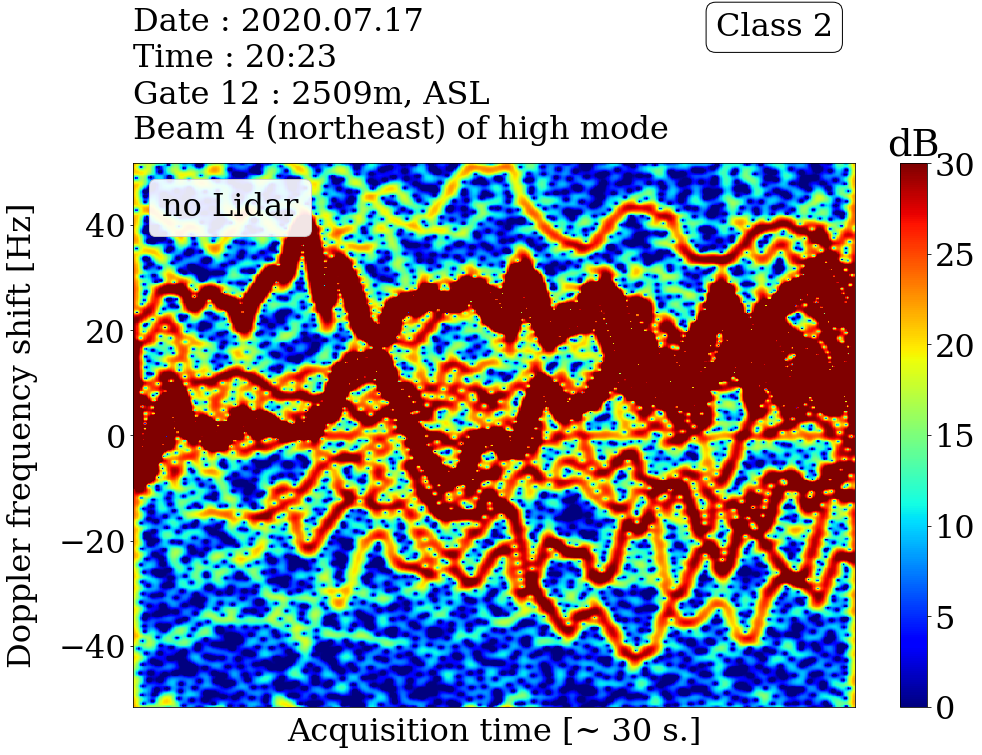 Date : 2020.07.17
Time : 20:23
Gate 12 : 2509m, ASL
Beam 4 (northeast) of high mode
Class 2
no Lidar
dB
30
25
20
15
10
5
0
Doppler frequency shift [Hz]
40
20
0
−20
−40
Acquisition time [~ 30 s.]